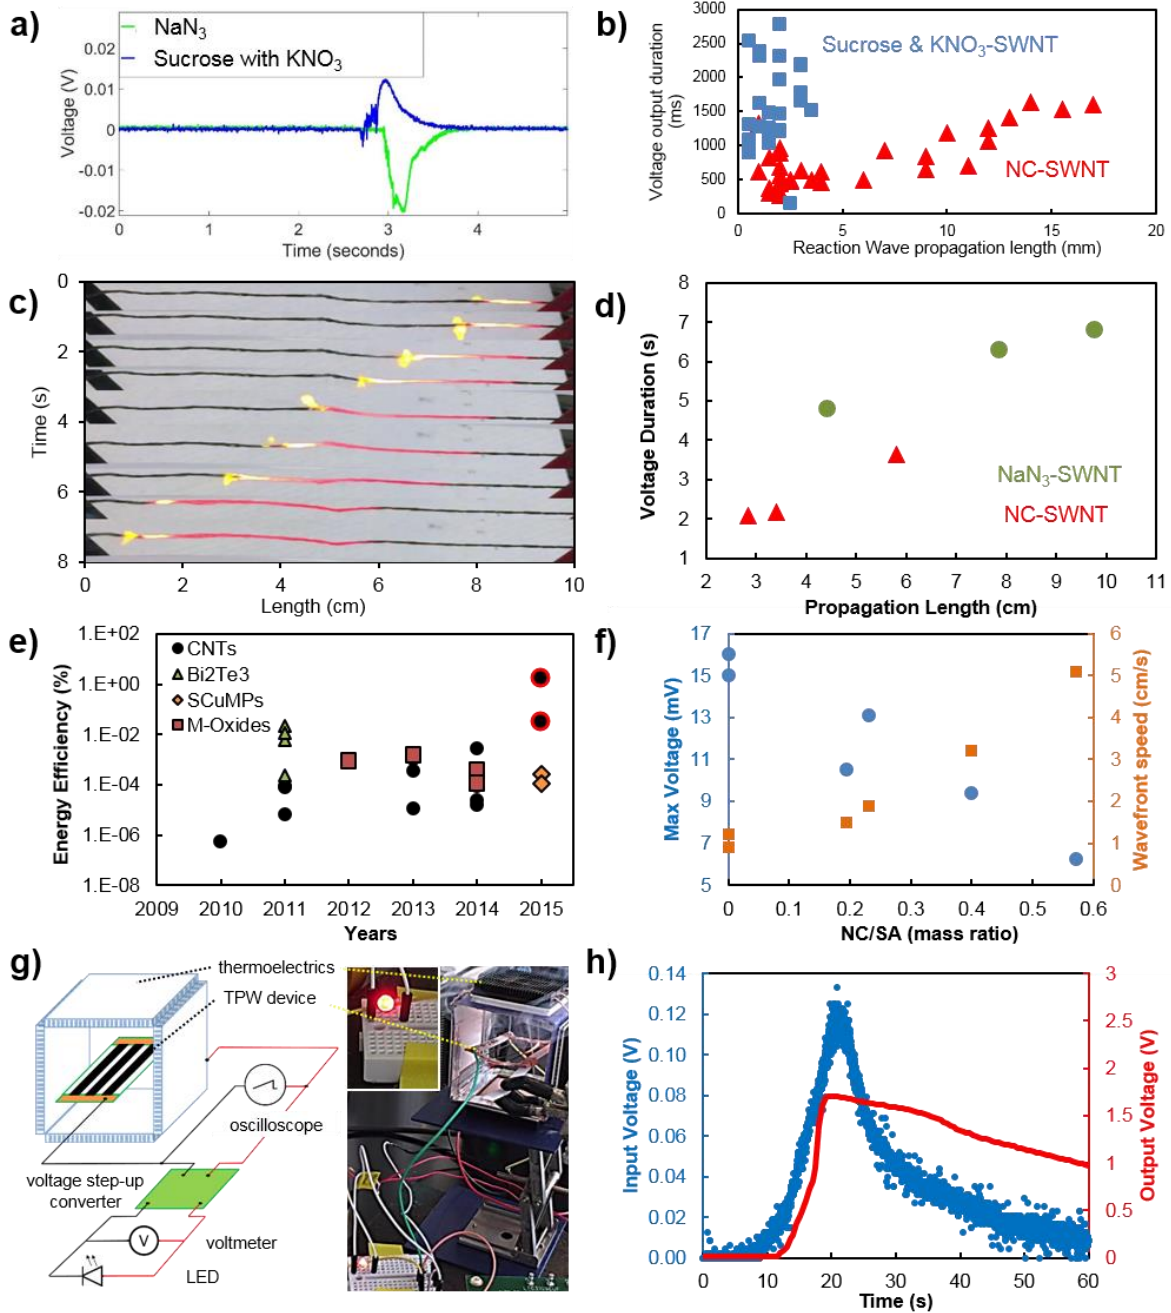 a)
NaN3
Sucrose with KNO3
0.02
0.01
0
-0.01
-0.02
Voltage (V)
0
1
2
3
4
Time (seconds)
b)
Sucrose & KNO3-SWNT
NC-SWNT
3000
2500
2000
1500
1000
500
0
Voltage output duration
(ms)
0
5
10
15
20
Reaction Wave propagation length (mm)
c)
0
2
4
6
8
Time (s)
0
2
4
6
8
10
Length (cm)
d)
8
7
6
5
4
3
2
1
Voltage Duration (s)
NaN3-SWNT
NC-SWNT
2
3
4
5
6
7
8
9
10
11
Propagation Length (cm)
e)
1.E+02
1.E+00
1.E-02
1.E-04
1.E-06
1.E-08
Energy Efficiency (%)
CNTs
Bi2Te3
SCuMPs
M-Oxides
2009
2010
2011
2012
2013
2014
2015
Years
f)
17
15
13
11
9
7
5
Max Voltage (mV)
6
5
4
3
2
1
0
Wavefront speed (cm/s)
0
0.1
0.2
0.3
0.4
0.5
0.6
NC/SA (mass ratio)
g)
thermoelectrics
TPW device
oscilloscope
voltage step-up
converter
V
voltmeter
LED
h)
0.14
0.12
0.10
0.08
0.06
0.04
0.02
0.00
Input Voltage (V)
3
2.5
2
1.5
1
0.5
0
Output Voltage (V)
0
10
20
30
40
50
60
Time (s)